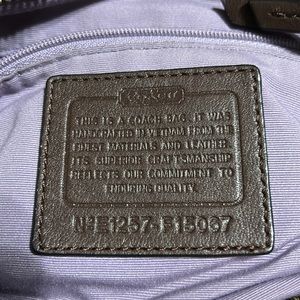 COACH
THIS IS A COACH BAG. IT WAS
HANDCRAFTED IN VIETNAM FROM THE
FINEST MATERIALS AND LEATHER.
ITS SUPERIOR CRAFTSMANSHIP
REFLECTS OUR COMMITMENT TO
ENDURING QUALITY.
Nº E1257-F15067